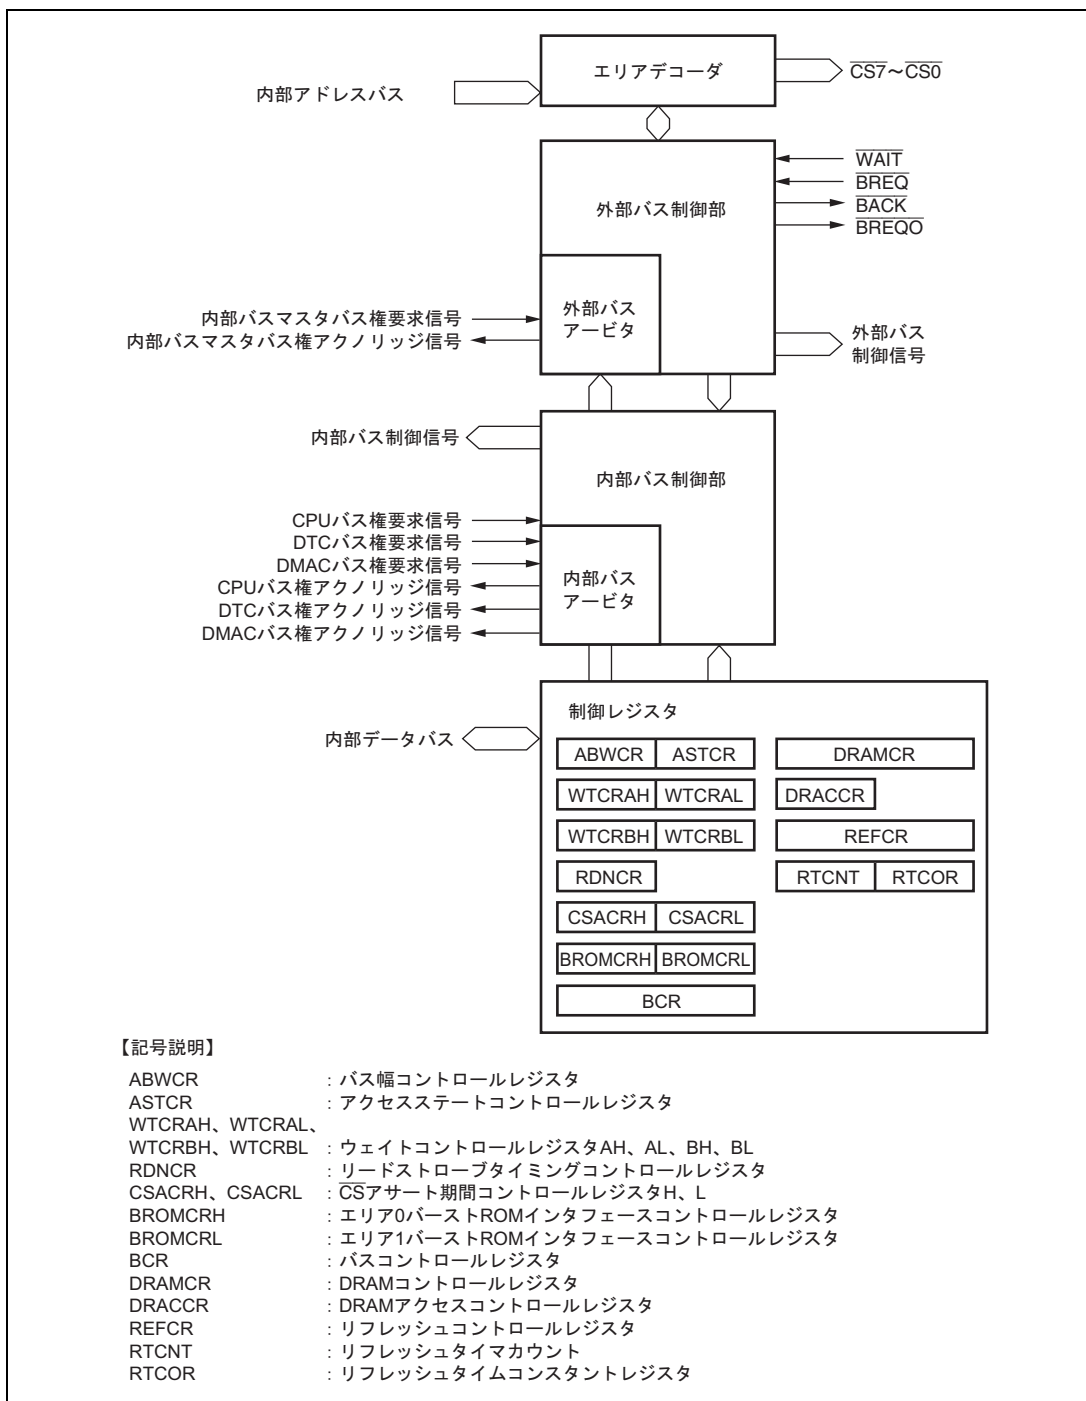 エリアデコーダ
CS7～CS0
内部アドレスバス
WAIT
BREQ
BACK
BREQO
外部バス制御部
外部バス
アービタ
内部バスマスタバス権要求信号
内部バスマスタバス権アクノリッジ信号
外部バス
制御信号
内部バス制御信号
内部バス制御部
CPUバス権要求信号
DTCバス権要求信号
DMACバス権要求信号
CPUバス権アクノリッジ信号
DTCバス権アクノリッジ信号
DMACバス権アクノリッジ信号
内部バス
アービタ
制御レジスタ
内部データバス
ABWCR ASTCR DRAMCR
WTCRAH WTCRAL DRACCR
WTCRBH WTCRBL REFCR
RDNCR RTCNT RTCOR
CSACRH CSACRL
BROMCRH BROMCRL
BCR
【記号説明】
ABWCR : バス幅コントロールレジスタ
ASTCR : アクセスステートコントロールレジスタ
WTCRAH、WTCRAL、
WTCRBH、WTCRBL : ウェイトコントロールレジスタAH、AL、BH、BL
RDNCR : リードストローブタイミングコントロールレジスタ
CSACRH、CSACRL : CSアサート期間コントロールレジスタH、L
BROMCRH : エリア0バーストROMインタフェースコントロールレジスタ
BROMCRL : エリア1バーストROMインタフェースコントロールレジスタ
BCR : バスコントロールレジスタ
DRAMCR : DRAMコントロールレジスタ
DRACCR : DRAMアクセスコントロールレジスタ
REFCR : リフレッシュコントロールレジスタ
RTCNT : リフレッシュタイマカウント
RTCOR : リフレッシュタイムコンスタントレジスタ